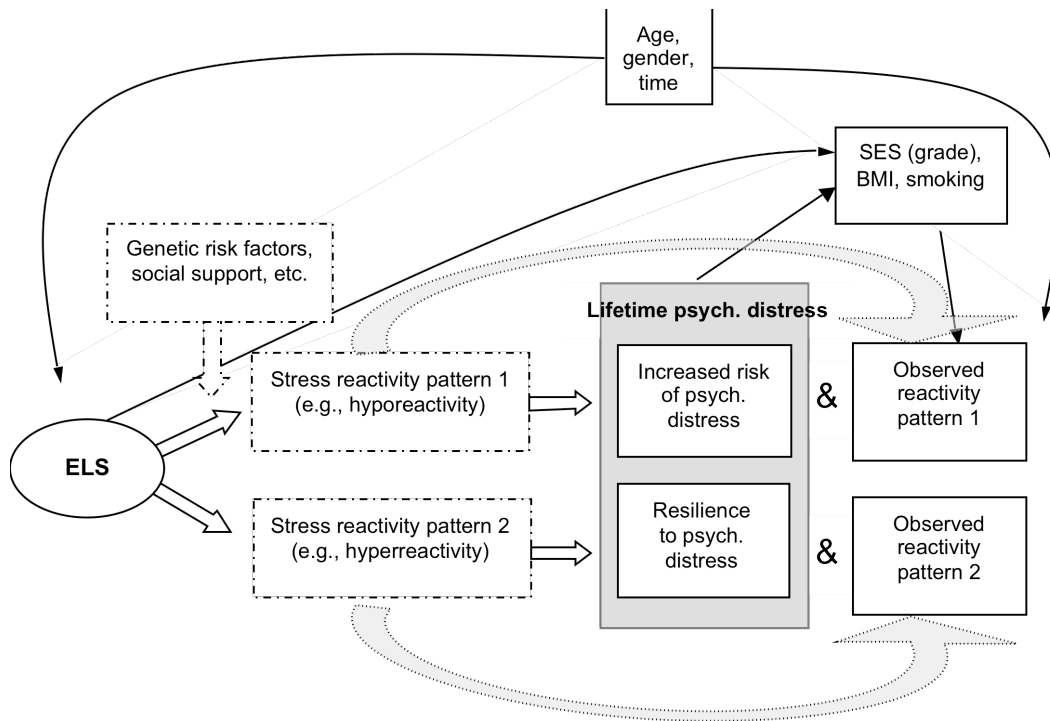 Age,
gender,
time
SES (grade),
BMI, smoking
Genetic risk factors,
social support, etc.
Lifetime psych. distress
Stress reactivity pattern 1
(e.g., hyporeactivity)
Increased risk
of psych.
distress
&
Observed
reactivity
pattern 1
ELS
Stress reactivity pattern 2
(e.g., hyperreactivity)
Resilience
to psych.
distress
&
Observed
reactivity
pattern 2